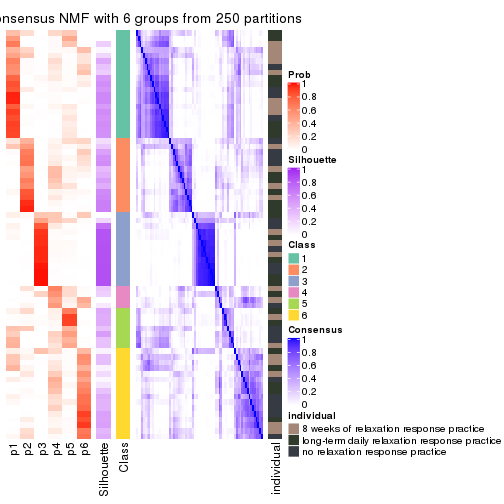 onsensus NMF with 6 groups from 250 partitions
Prob
1
0.8
0.6
0.4
0.2
0
Silhouette
1
0.8
0.6
0.4
0.2
0
Class
1
2
3
4
5
6
Consensus
1
0.8
0.6
0.4
0.2
0
individual
8 weeks of relaxation response practice
long-term daily relaxation response practice
no relaxation response practice
p1
p2
p3
p4
p5
p6
Silhouette
Class
individual